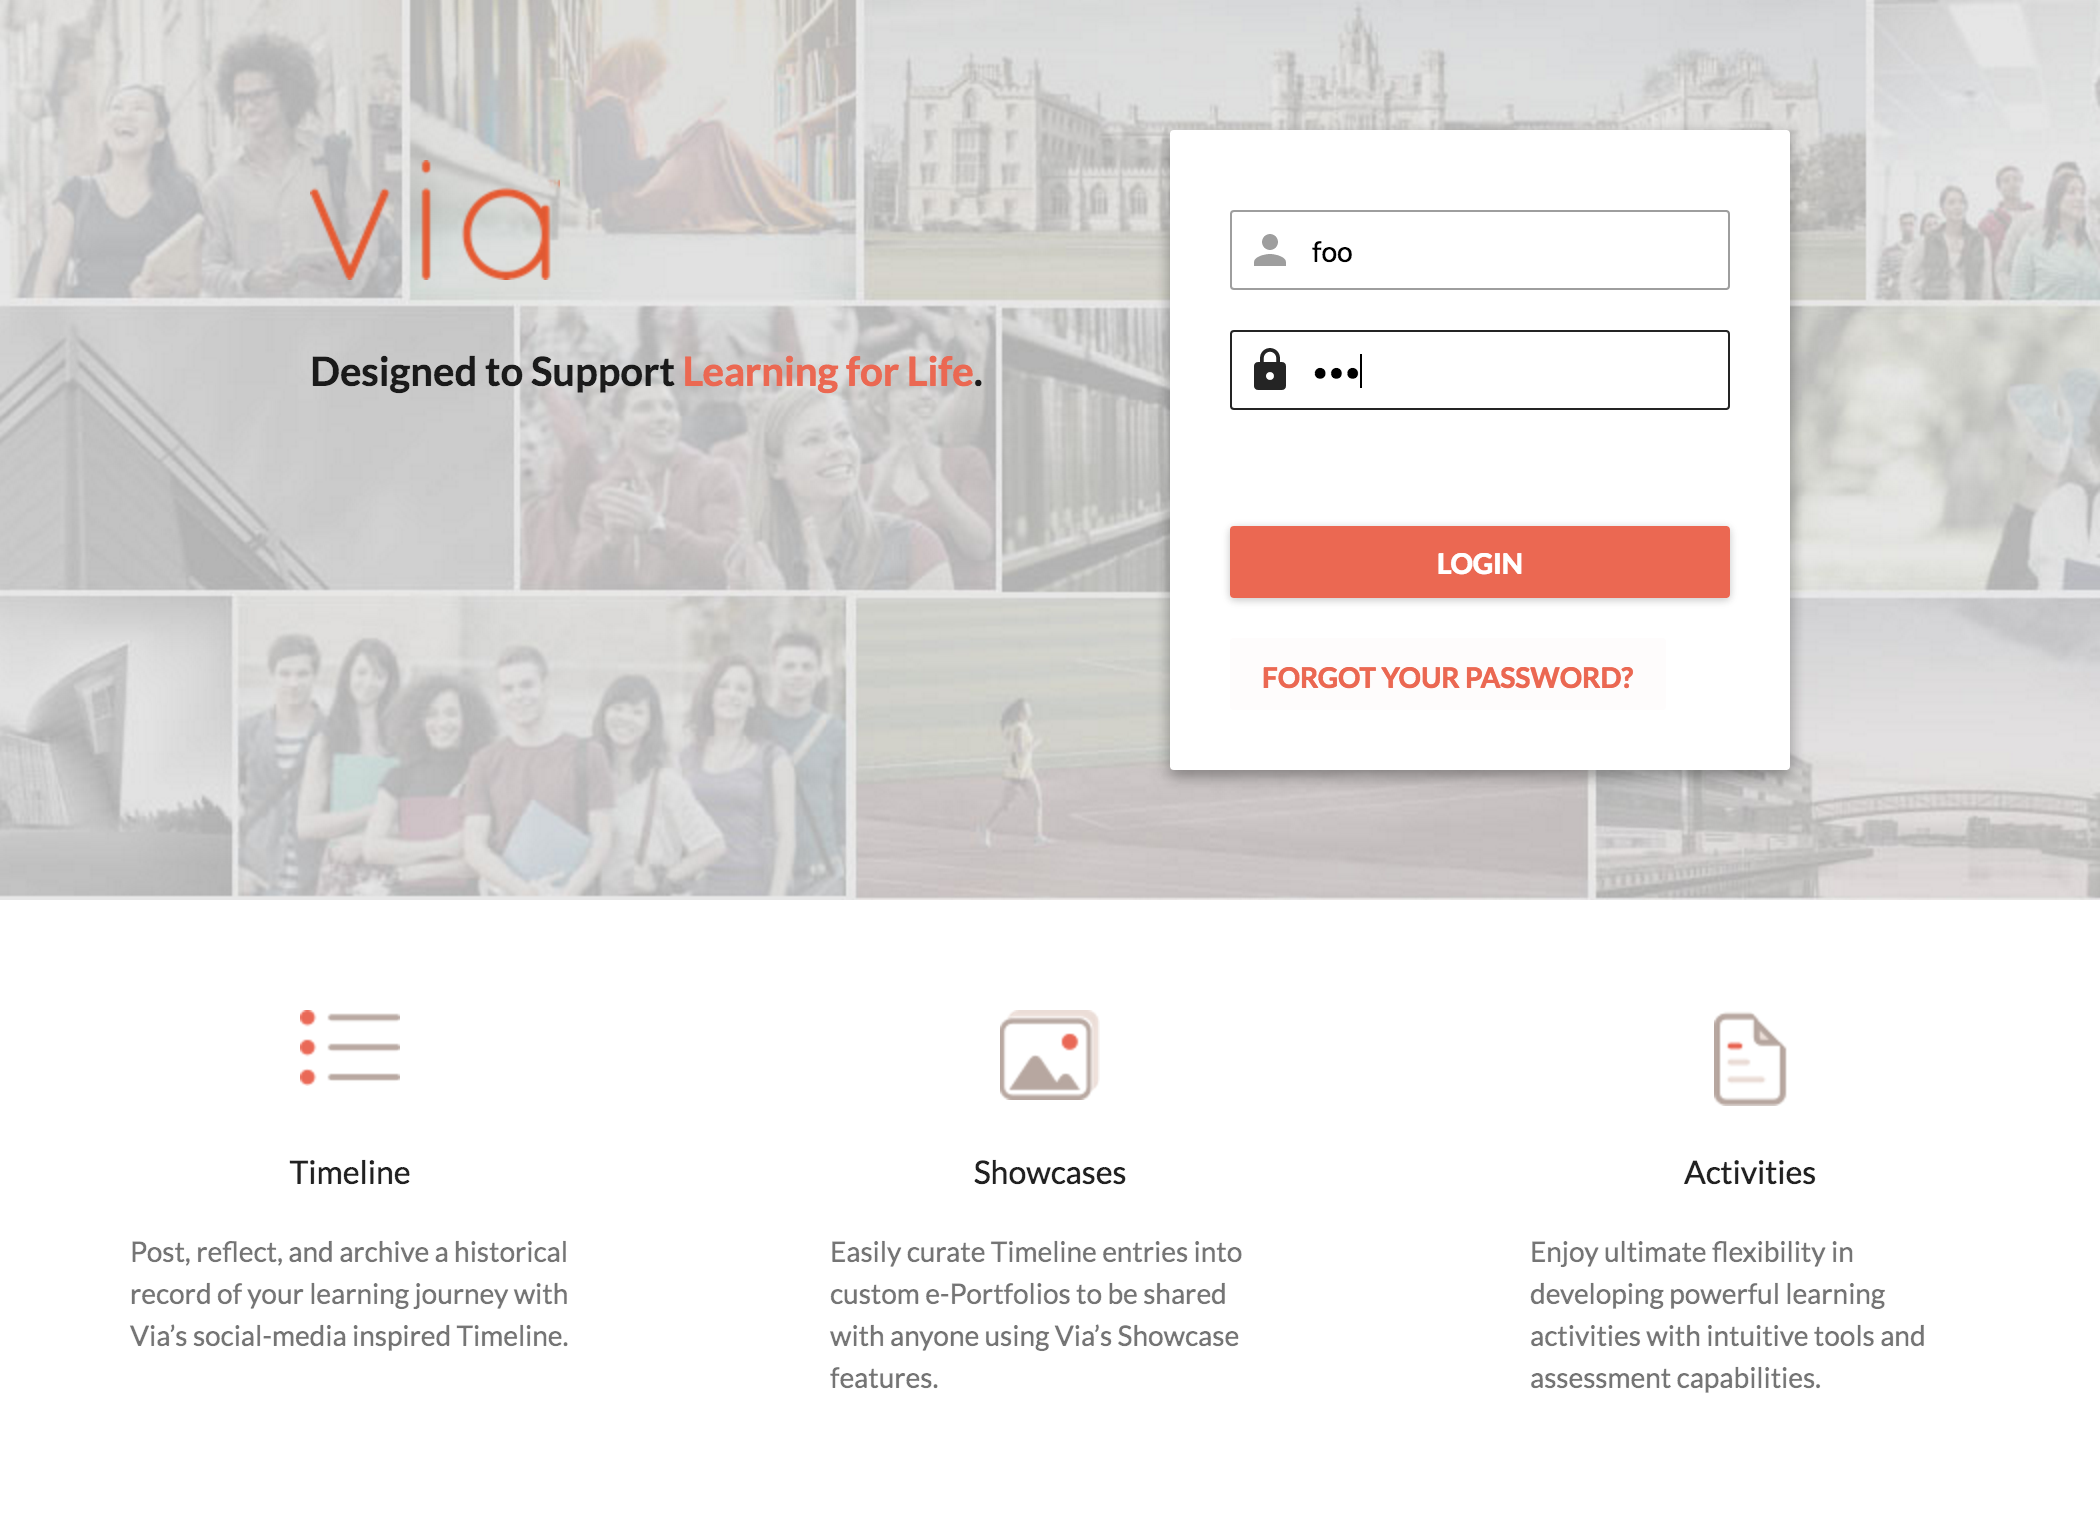 via
Designed to Support Learning for Life.
foo
•••
LOGIN
FORGOT YOUR PASSWORD?
Timeline
Post, reflect, and archive a historical
record of your learning journey with
Via’s social-media inspired Timeline.
Showcases
Easily curate Timeline entries into
custom e-Portfolios to be shared
with anyone using Via’s Showcase
features.
Activities
Enjoy ultimate flexibility in
developing powerful learning
activities with intuitive tools and
assessment capabilities.